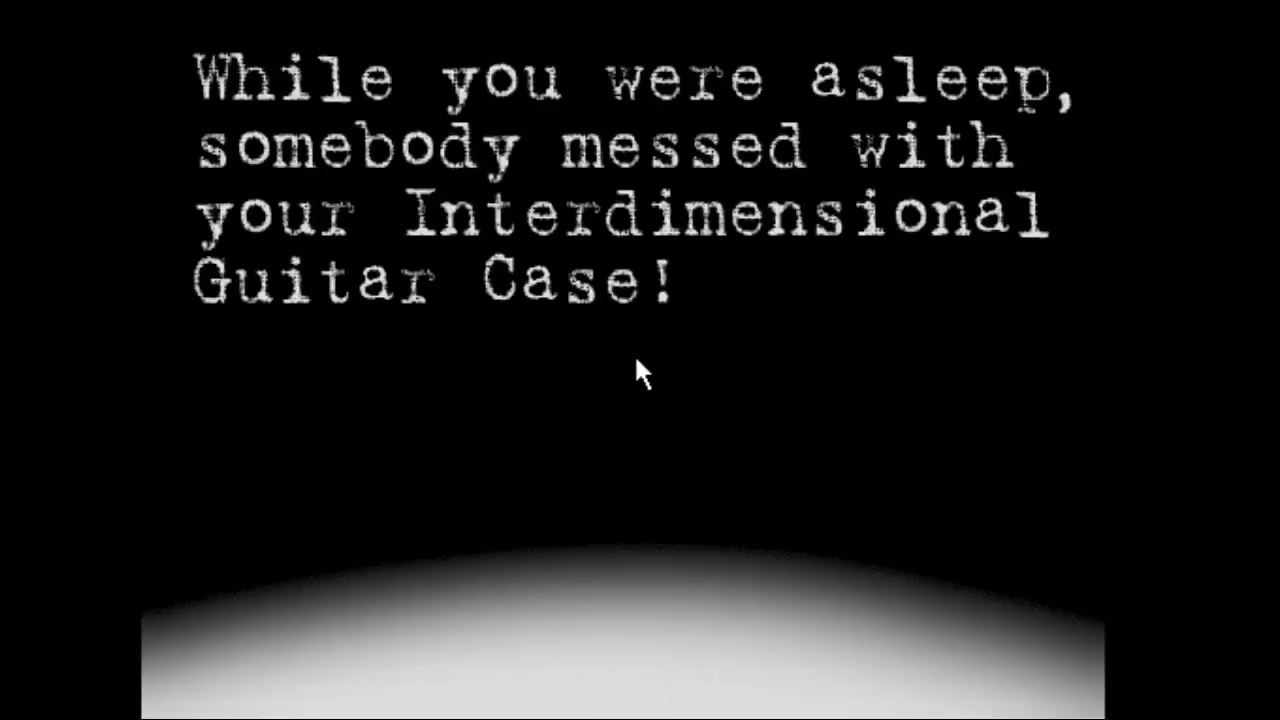 While you were asleep,
somebody messed with
your Interdimensional
Guitar Case!